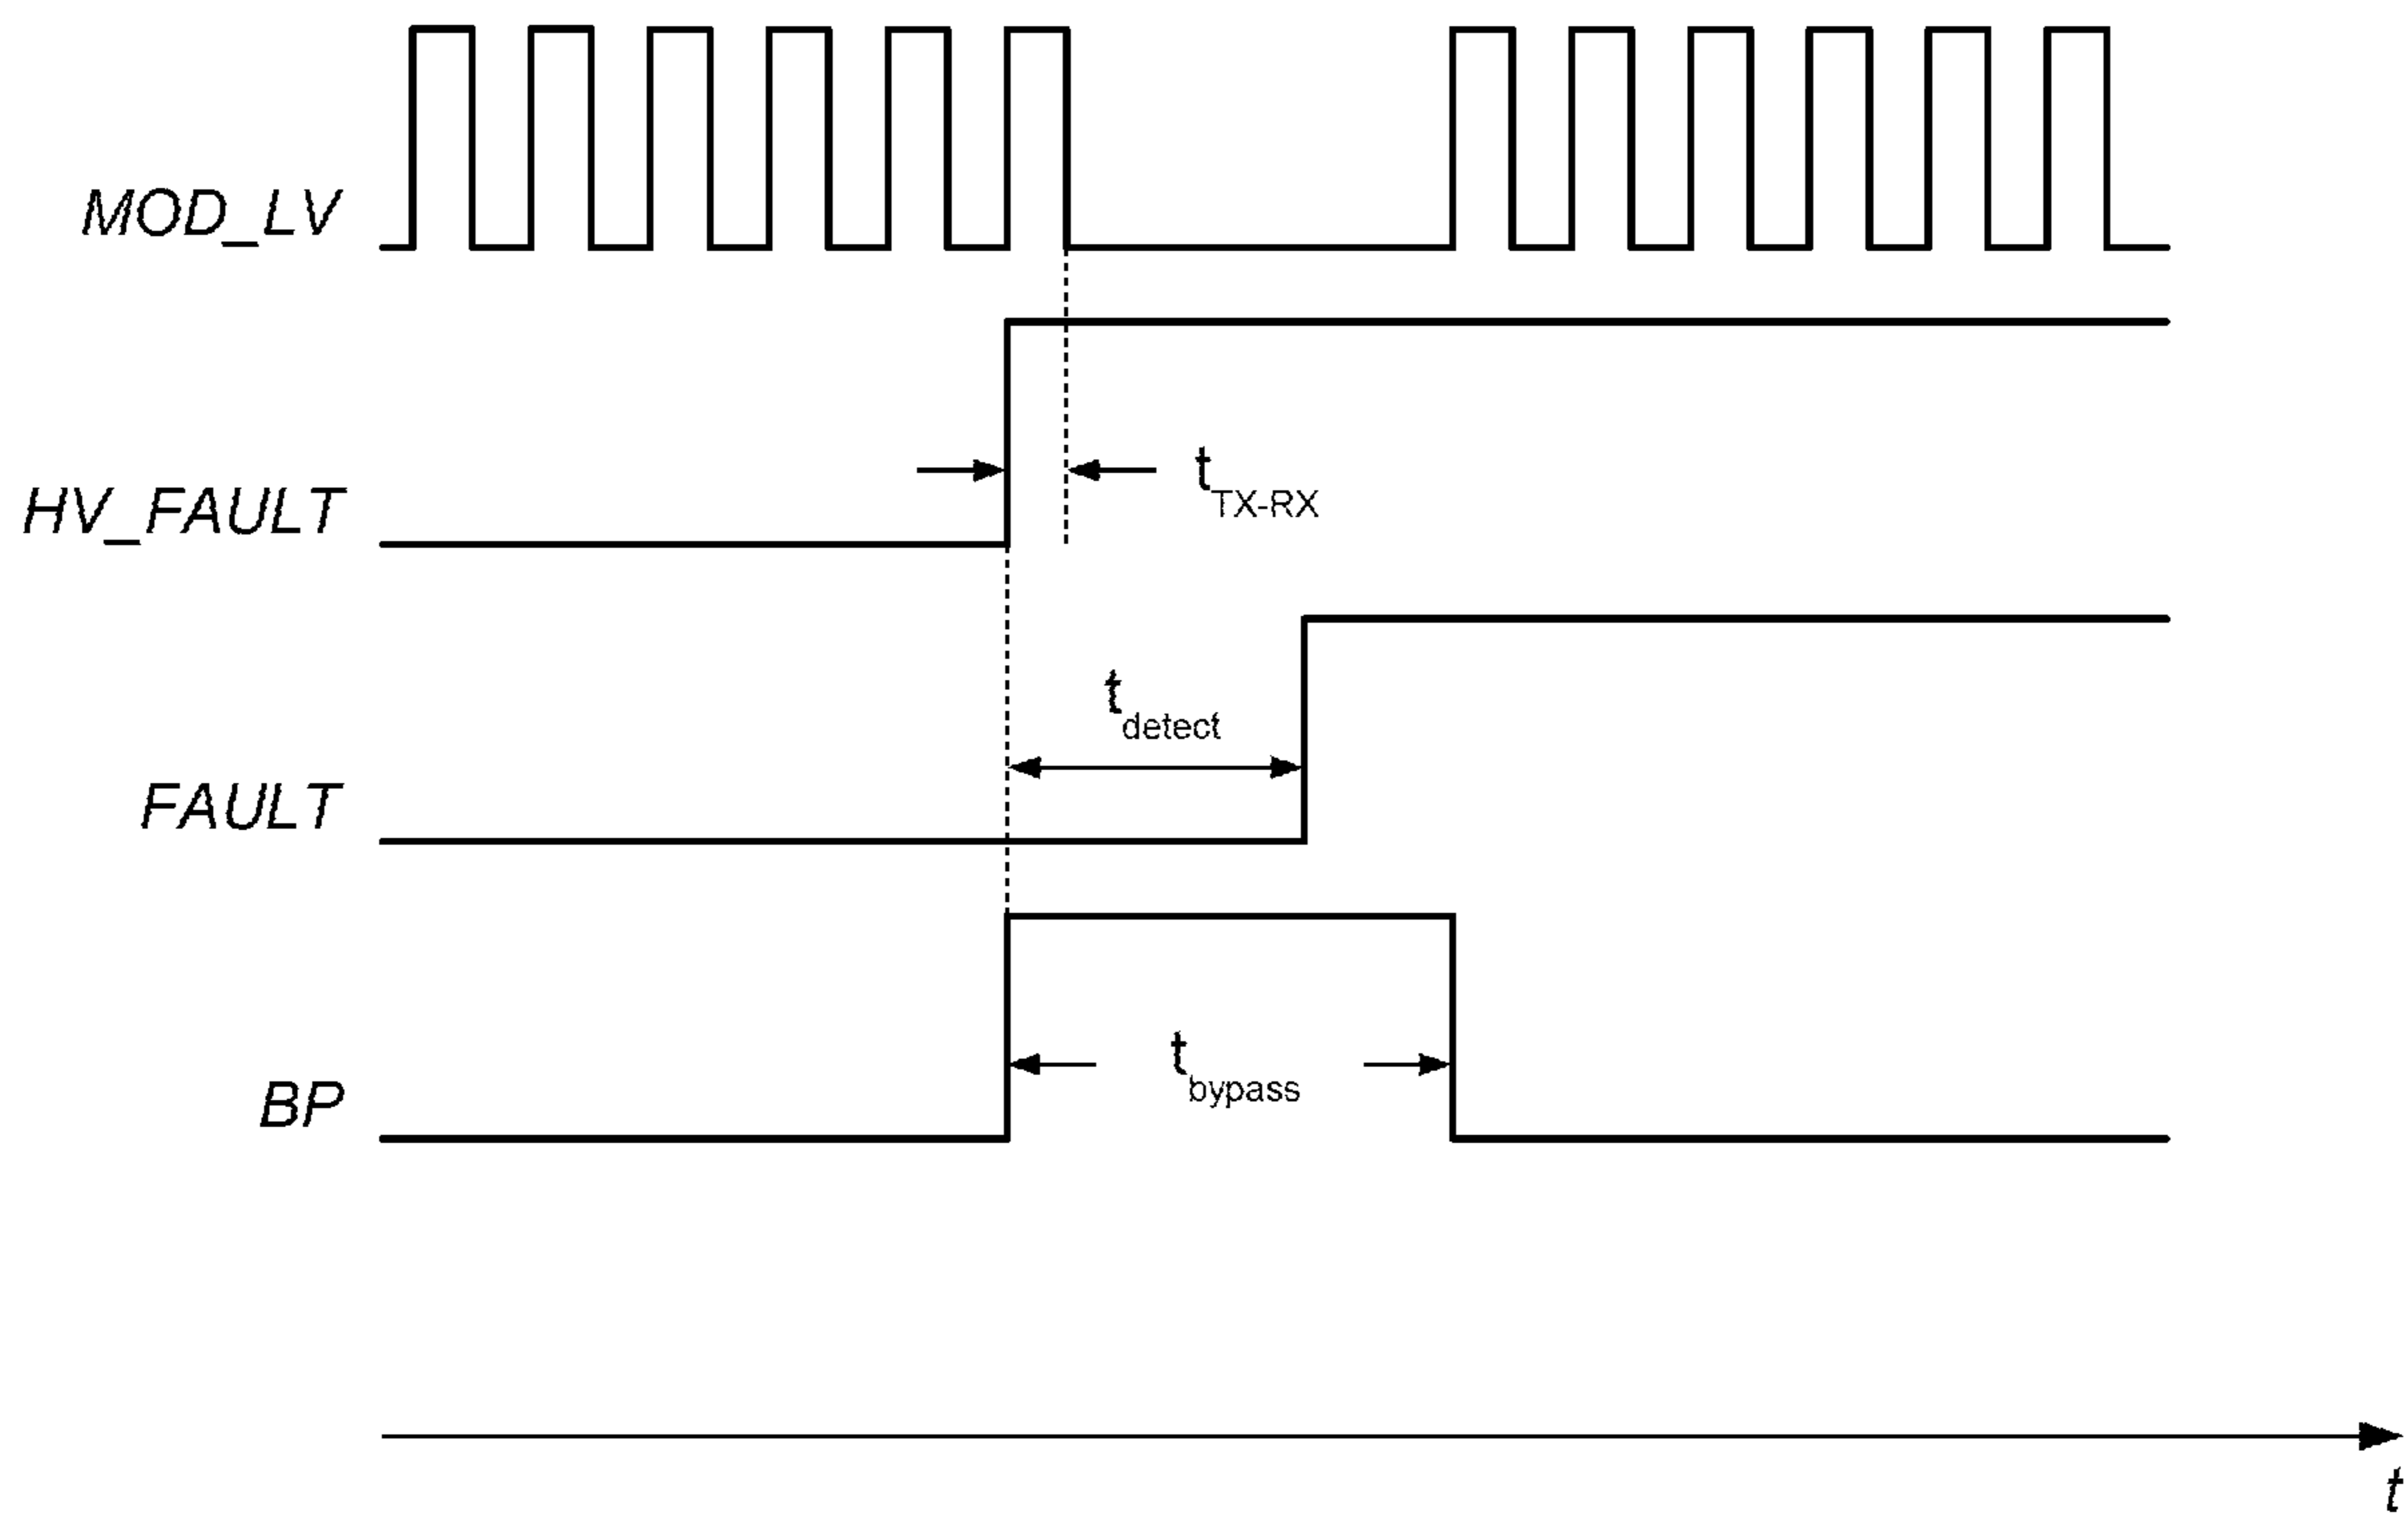 MOD_LV
HV_FAULT
tTX-RX
FAULT
tdetect
BP
tbypass
t